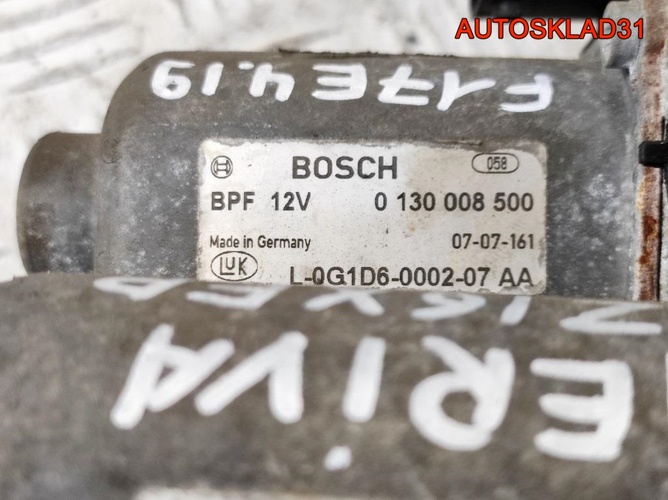 AUTOSKLAD31
F17E4.19
BOSCH 058
BPF 12V 0 130 008 500
Made in Germany 07-07-161
LUK L-0G1D6-0002-07 AA
Z16XEP
ERIVA